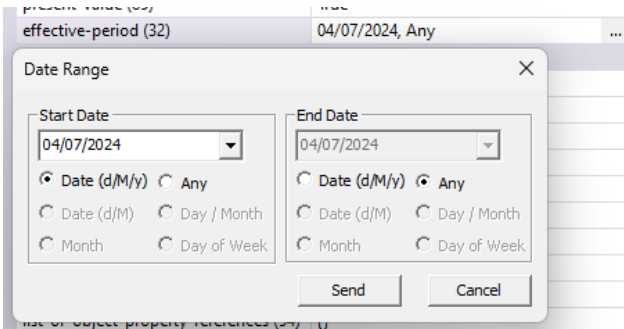 present-value (85) True
effective-period (32) 04/07/2024, Any ...
Date Range
Start Date End Date
04/07/2024 04/07/2024
Date (d/M/y) Any Date (d/M/y) Any
Date (d/M) Day / Month Date (d/M) Day / Month
Month Day of Week Month Day of Week
Send Cancel
list-of-object-property-references (54) {}